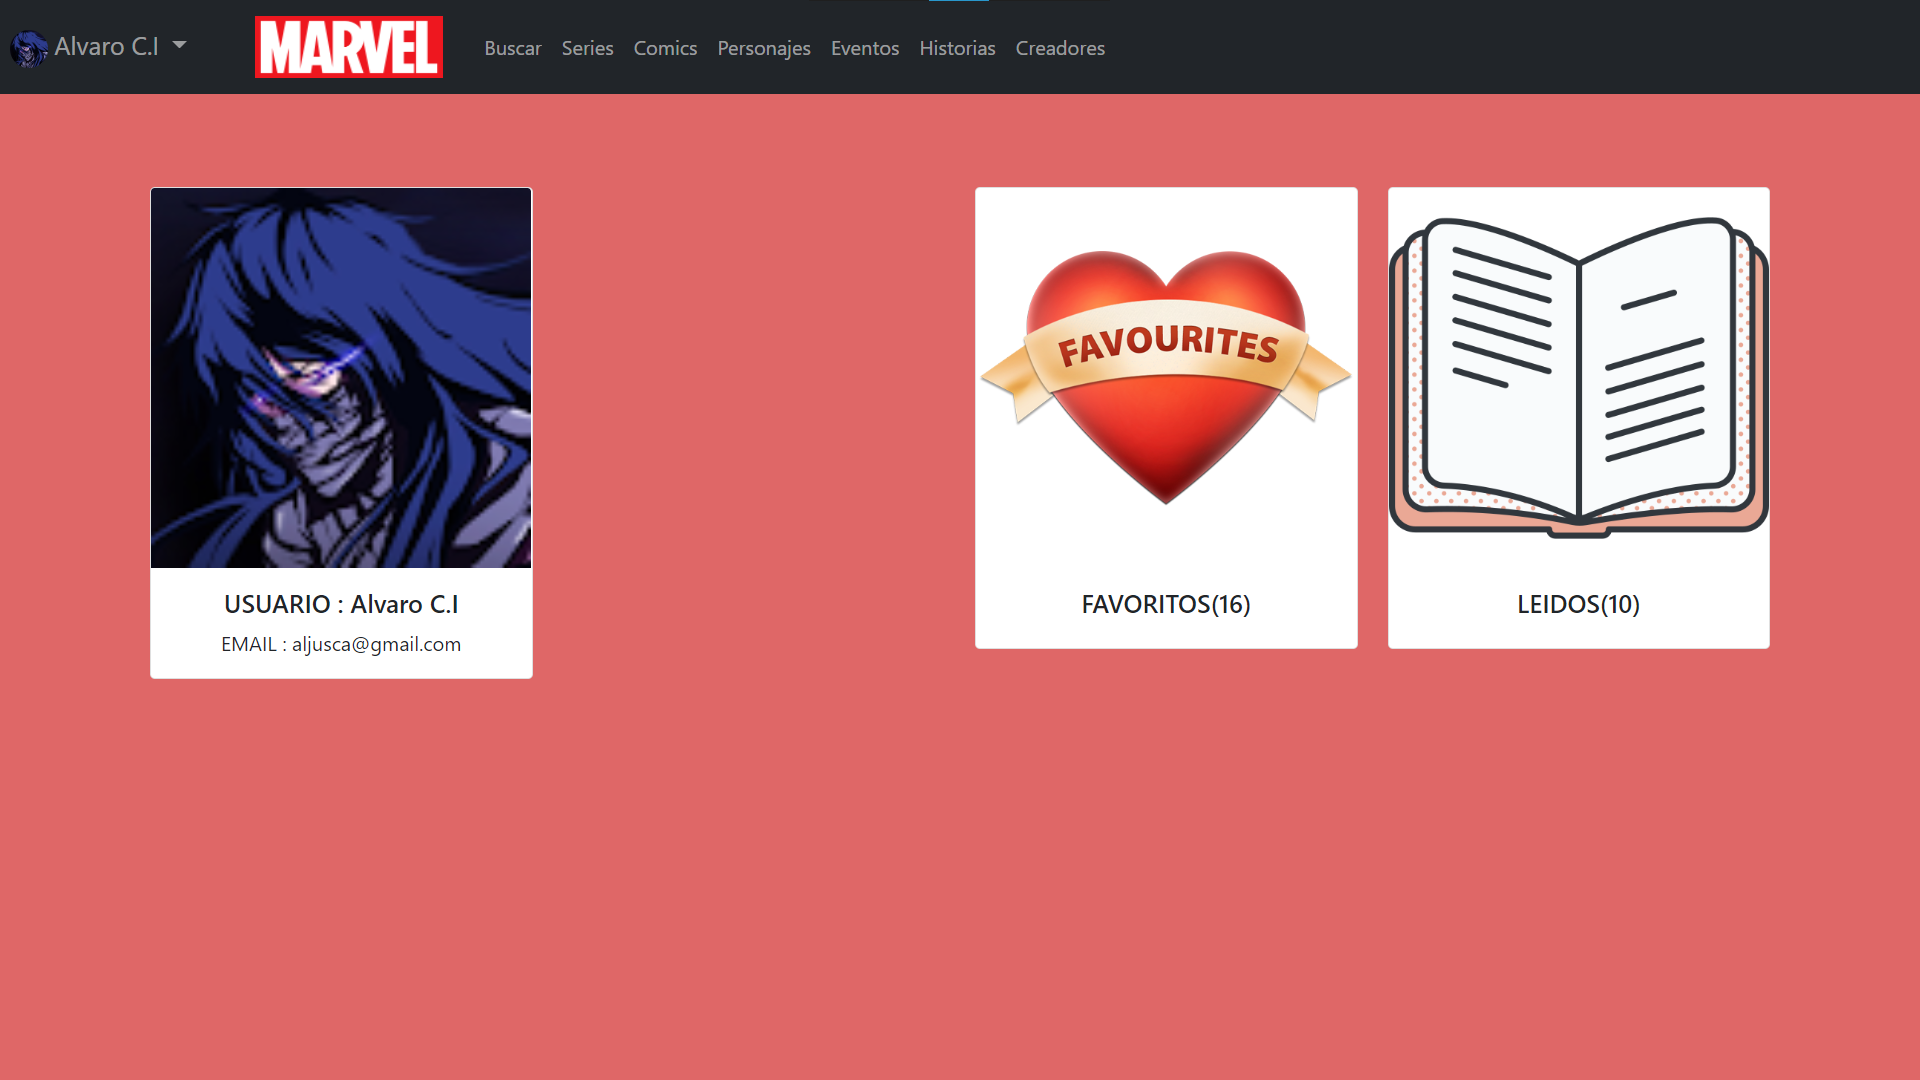 Alvaro C.I
MARVEL
Buscar Series Comics Personajes Eventos Historias Creadores
FAVOURITES
USUARIO : Alvaro C.I
EMAIL : aljusca@gmail.com
FAVORITOS(16)
LEIDOS(10)